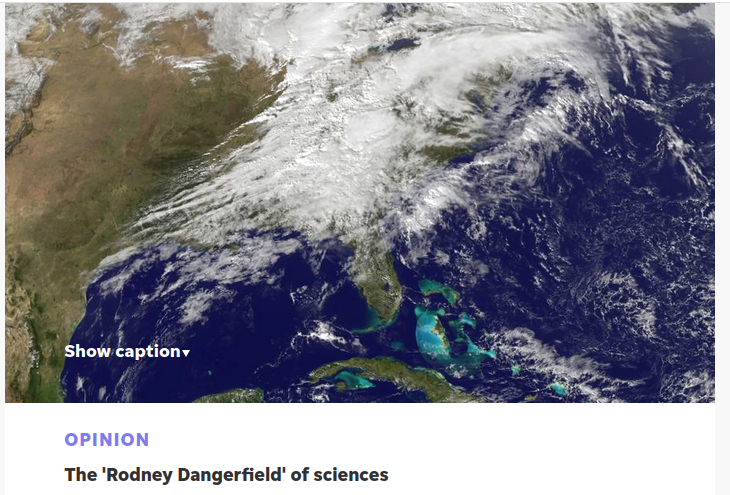 Show caption▾
OPINION
The 'Rodney Dangerfield' of sciences